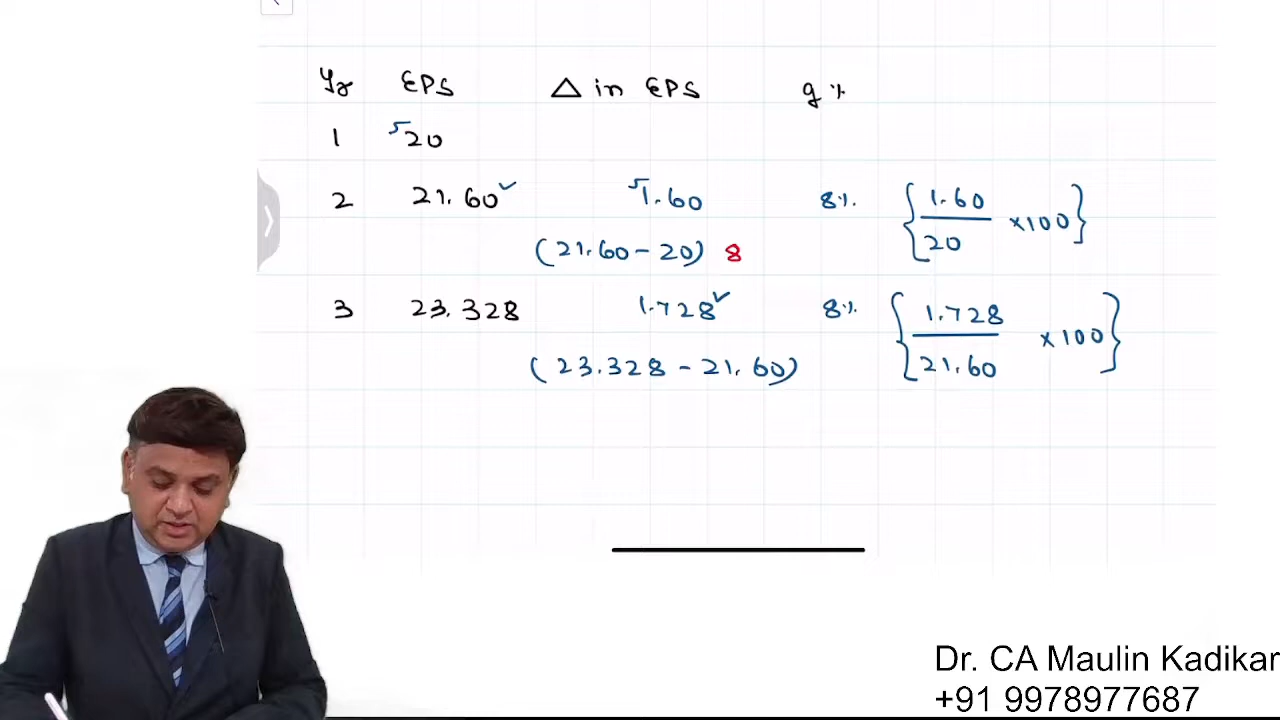 Yr EPS △ in EPS g %
1 20
2 21.60 ✓ 1.60 8% { 1.60 / 20 × 100 }
(21.60 - 20) 8
3 23.328 1.728 ✓ 8% { 1.728 / 21.60 × 100 }
(23.328 - 21.60)
Dr. CA Maulin Kadikar
+91 9978977687